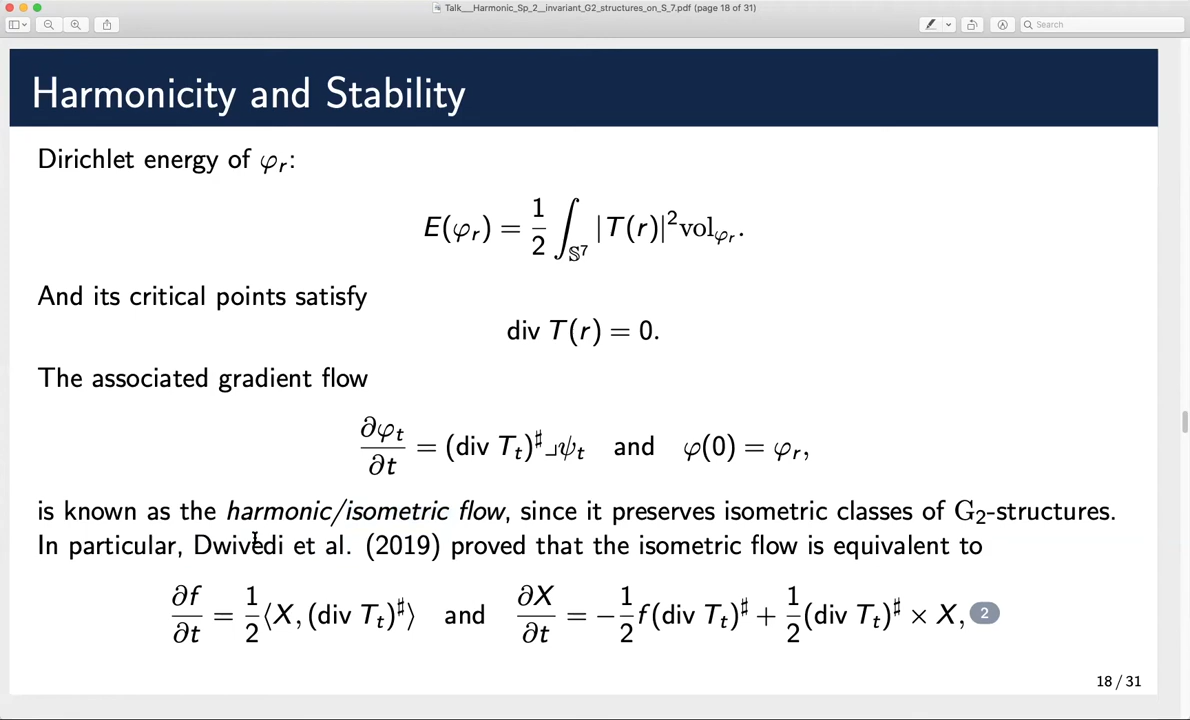 Talk__Harmonic_Sp_2__invariant_G2_structures_on_S_7.pdf (page 18 of 31)
Search
Harmonicity and Stability
Dirichlet energy of φ_r:
E(φ_r) = 1/2 ∫_{𝕊⁷} |T(r)|² vol_{φ_r}.
And its critical points satisfy
div T(r) = 0.
The associated gradient flow
∂φ_t/∂t = (div T_t)^♯ ⌟ψ_t and φ(0) = φ_r,
is known as the harmonic/isometric flow, since it preserves isometric classes of G₂-structures.
In particular, Dwivedi et al. (2019) proved that the isometric flow is equivalent to
∂f/∂t = 1/2 ⟨X, (div T_t)^♯⟩ and ∂X/∂t = −1/2 f(div T_t)^♯ + 1/2 (div T_t)^♯ × X, 2
18 / 31